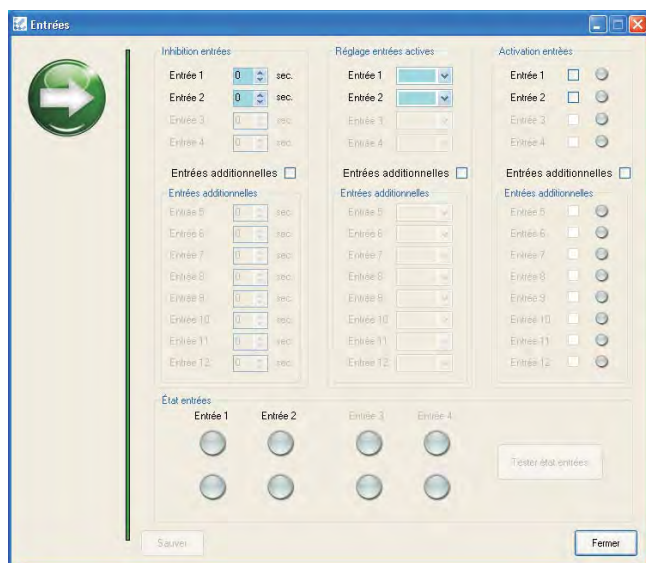 Entrées
Inhibition entrées
Entrée 1 0 sec.
Entrée 2 0 sec.
Entrée 3 0 sec.
Entrée 4 0 sec.
Entrées additionnelles
Entrées additionnelles
Entrée 5 0 sec.
Entrée 6 0 sec.
Entrée 7 0 sec.
Entrée 8 0 sec.
Entrée 9 0 sec.
Entrée 10 0 sec.
Entrée 11 0 sec.
Entrée 12 0 sec.
Réglage entrées actives
Entrée 1
Entrée 2
Entrée 3
Entrée 4
Entrées additionnelles
Entrées additionnelles
Entrée 5
Entrée 6
Entrée 7
Entrée 8
Entrée 9
Entrée 10
Entrée 11
Entrée 12
Activation entrées
Entrée 1
Entrée 2
Entrée 3
Entrée 4
Entrées additionnelles
Entrées additionnelles
Entrée 5
Entrée 6
Entrée 7
Entrée 8
Entrée 9
Entrée 10
Entrée 11
Entrée 12
État entrées
Entrée 1 Entrée 2 Entrée 3 Entrée 4
Tester état entrées
Sauver
Fermer